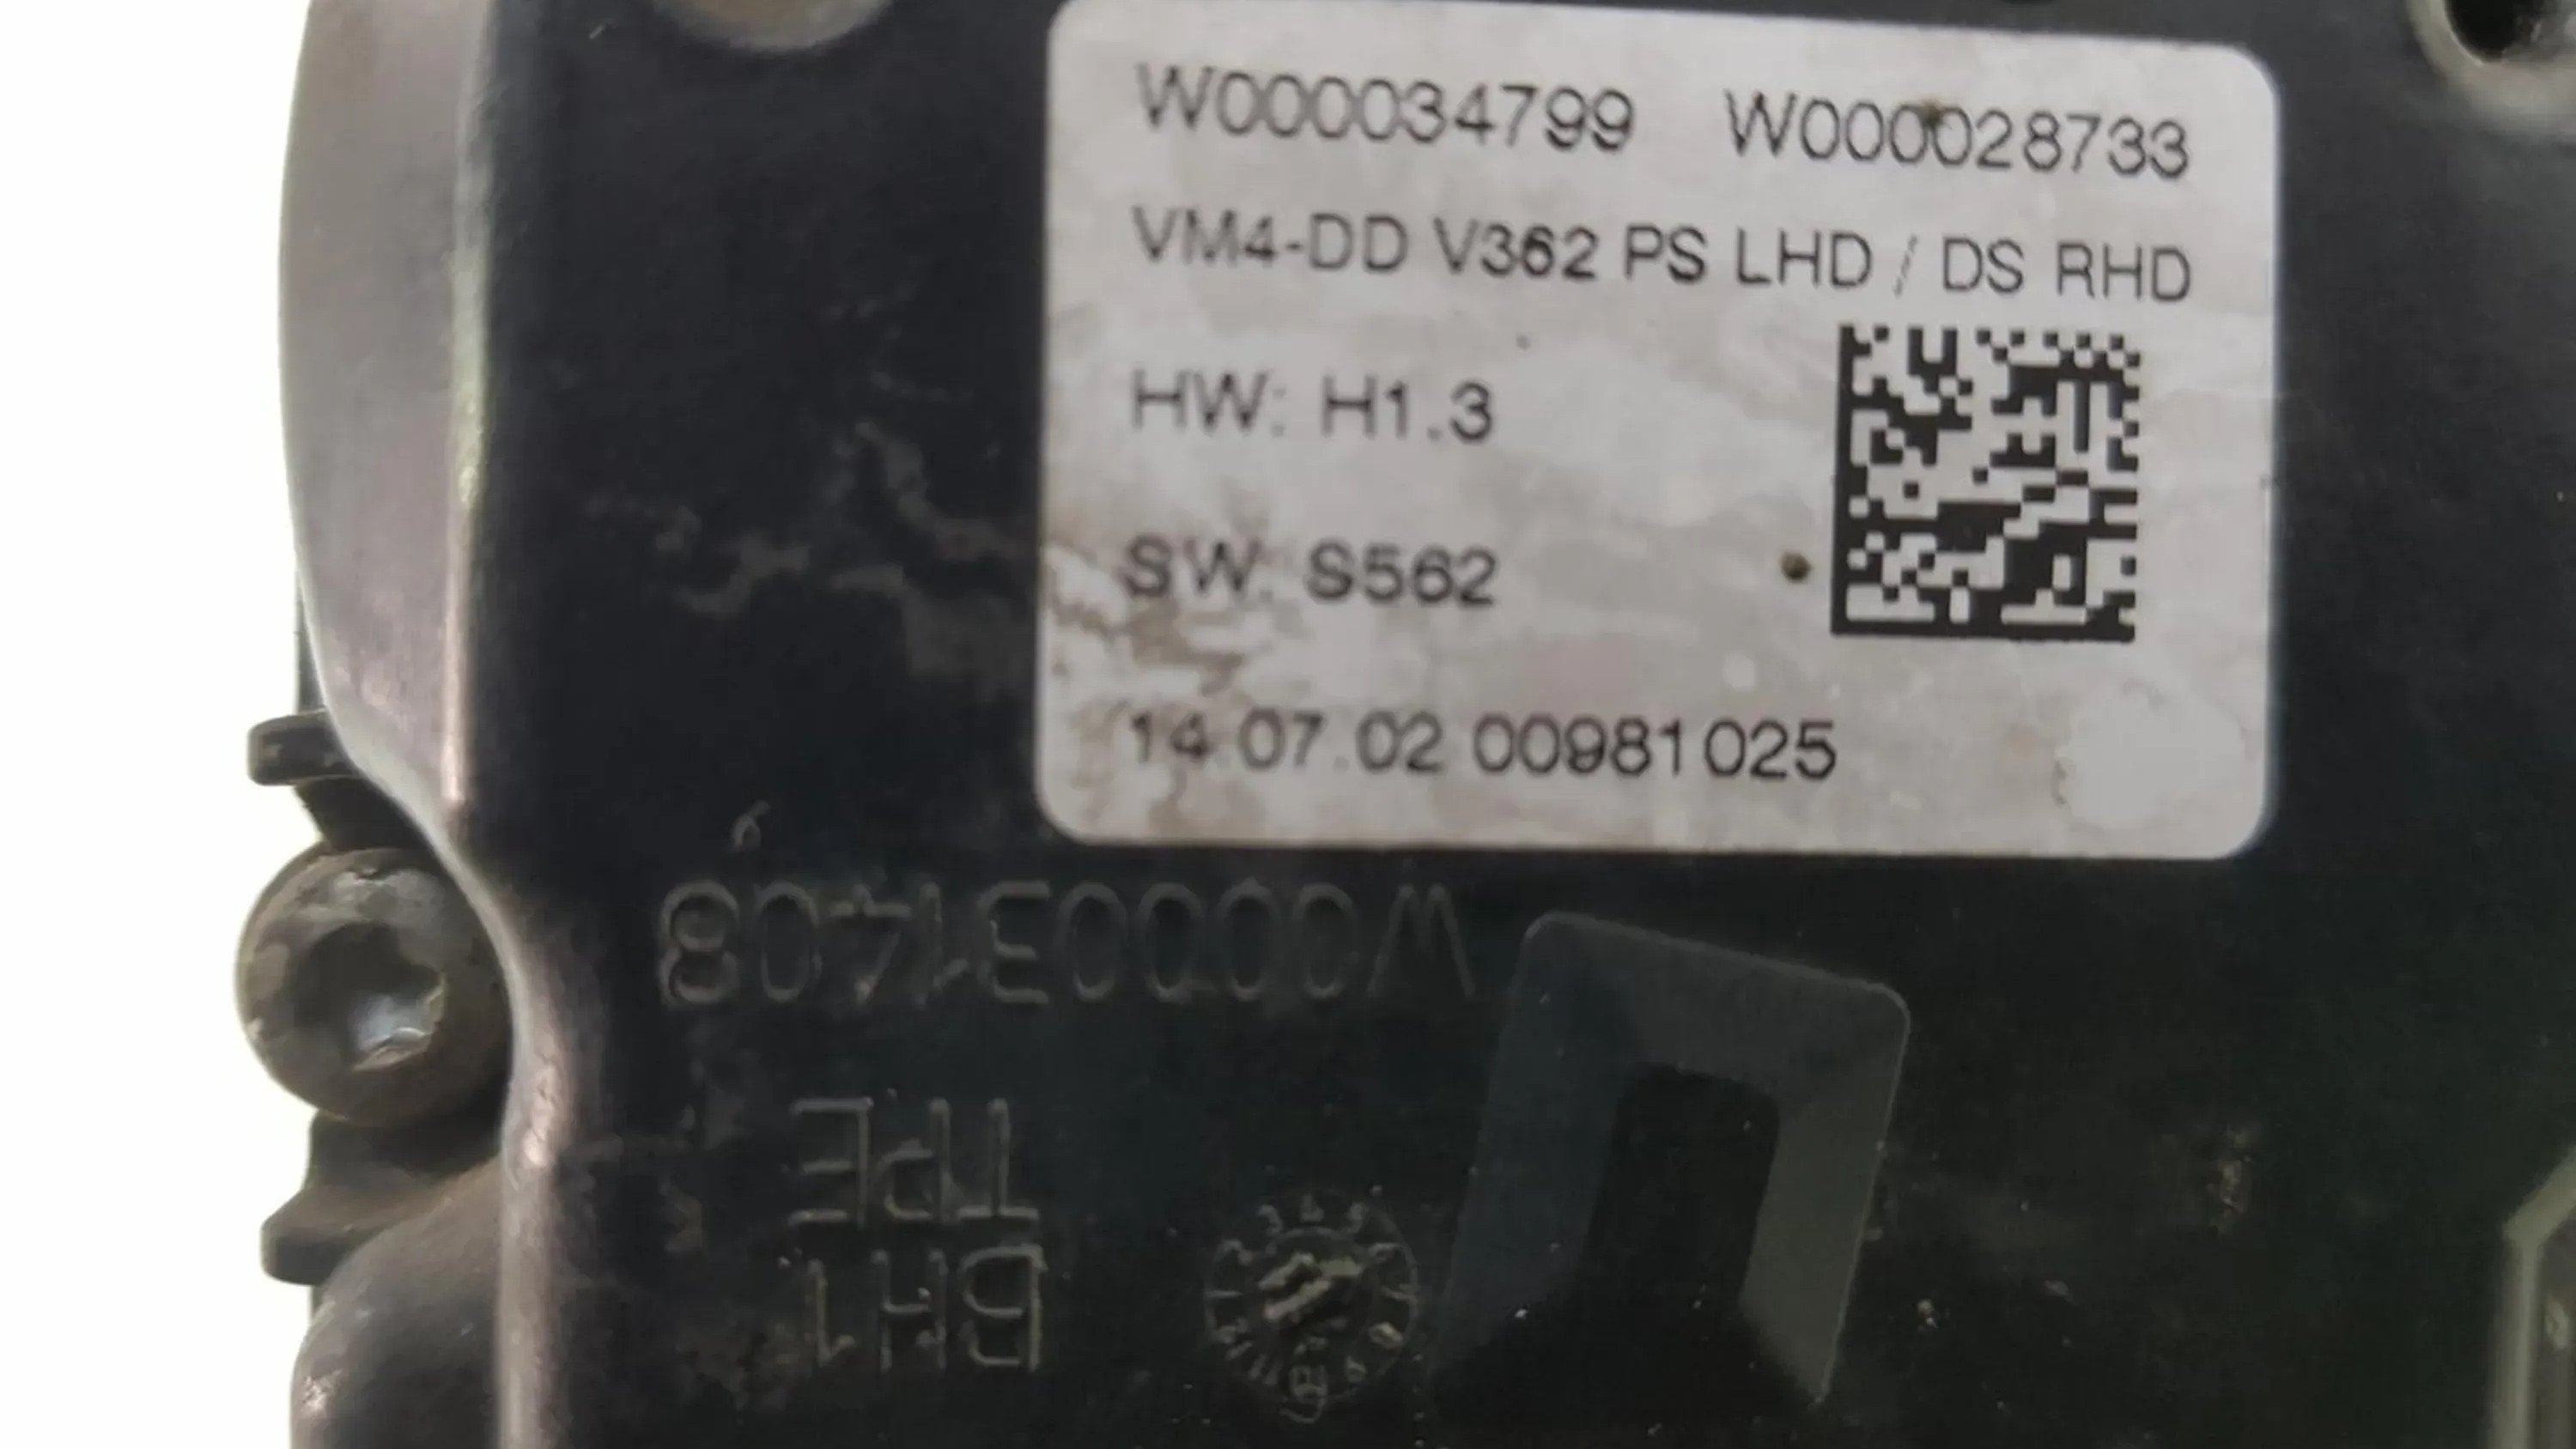 W000034799 W000028733
VM4-DD V362 PS LHD / DS RHD
HW: H1.3
SW: S562
14.07.02 00981025
W000031408
TPE
BH1